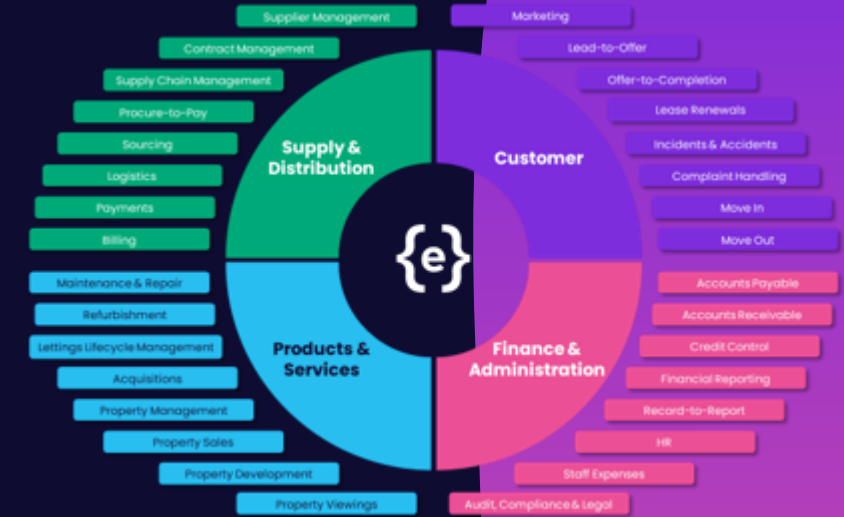 Supplier Management
Contract Management
Supply Chain Management
Procure-to-Pay
Sourcing
Logistics
Payments
Billing
Supply &
Distribution
Marketing
Lead-to-Offer
Offer-to-Completion
Lease Renewals
Incidents & Accidents
Complaint Handling
Move In
Move Out
Customer
{e}
Maintenance & Repair
Refurbishment
Lettings Lifecycle Management
Acquisitions
Property Management
Property Sales
Property Development
Property Viewings
Products &
Services
Accounts Payable
Accounts Receivable
Credit Control
Financial Reporting
Record-to-Report
HR
Staff Expenses
Audit, Compliance & Legal
Finance &
Administration